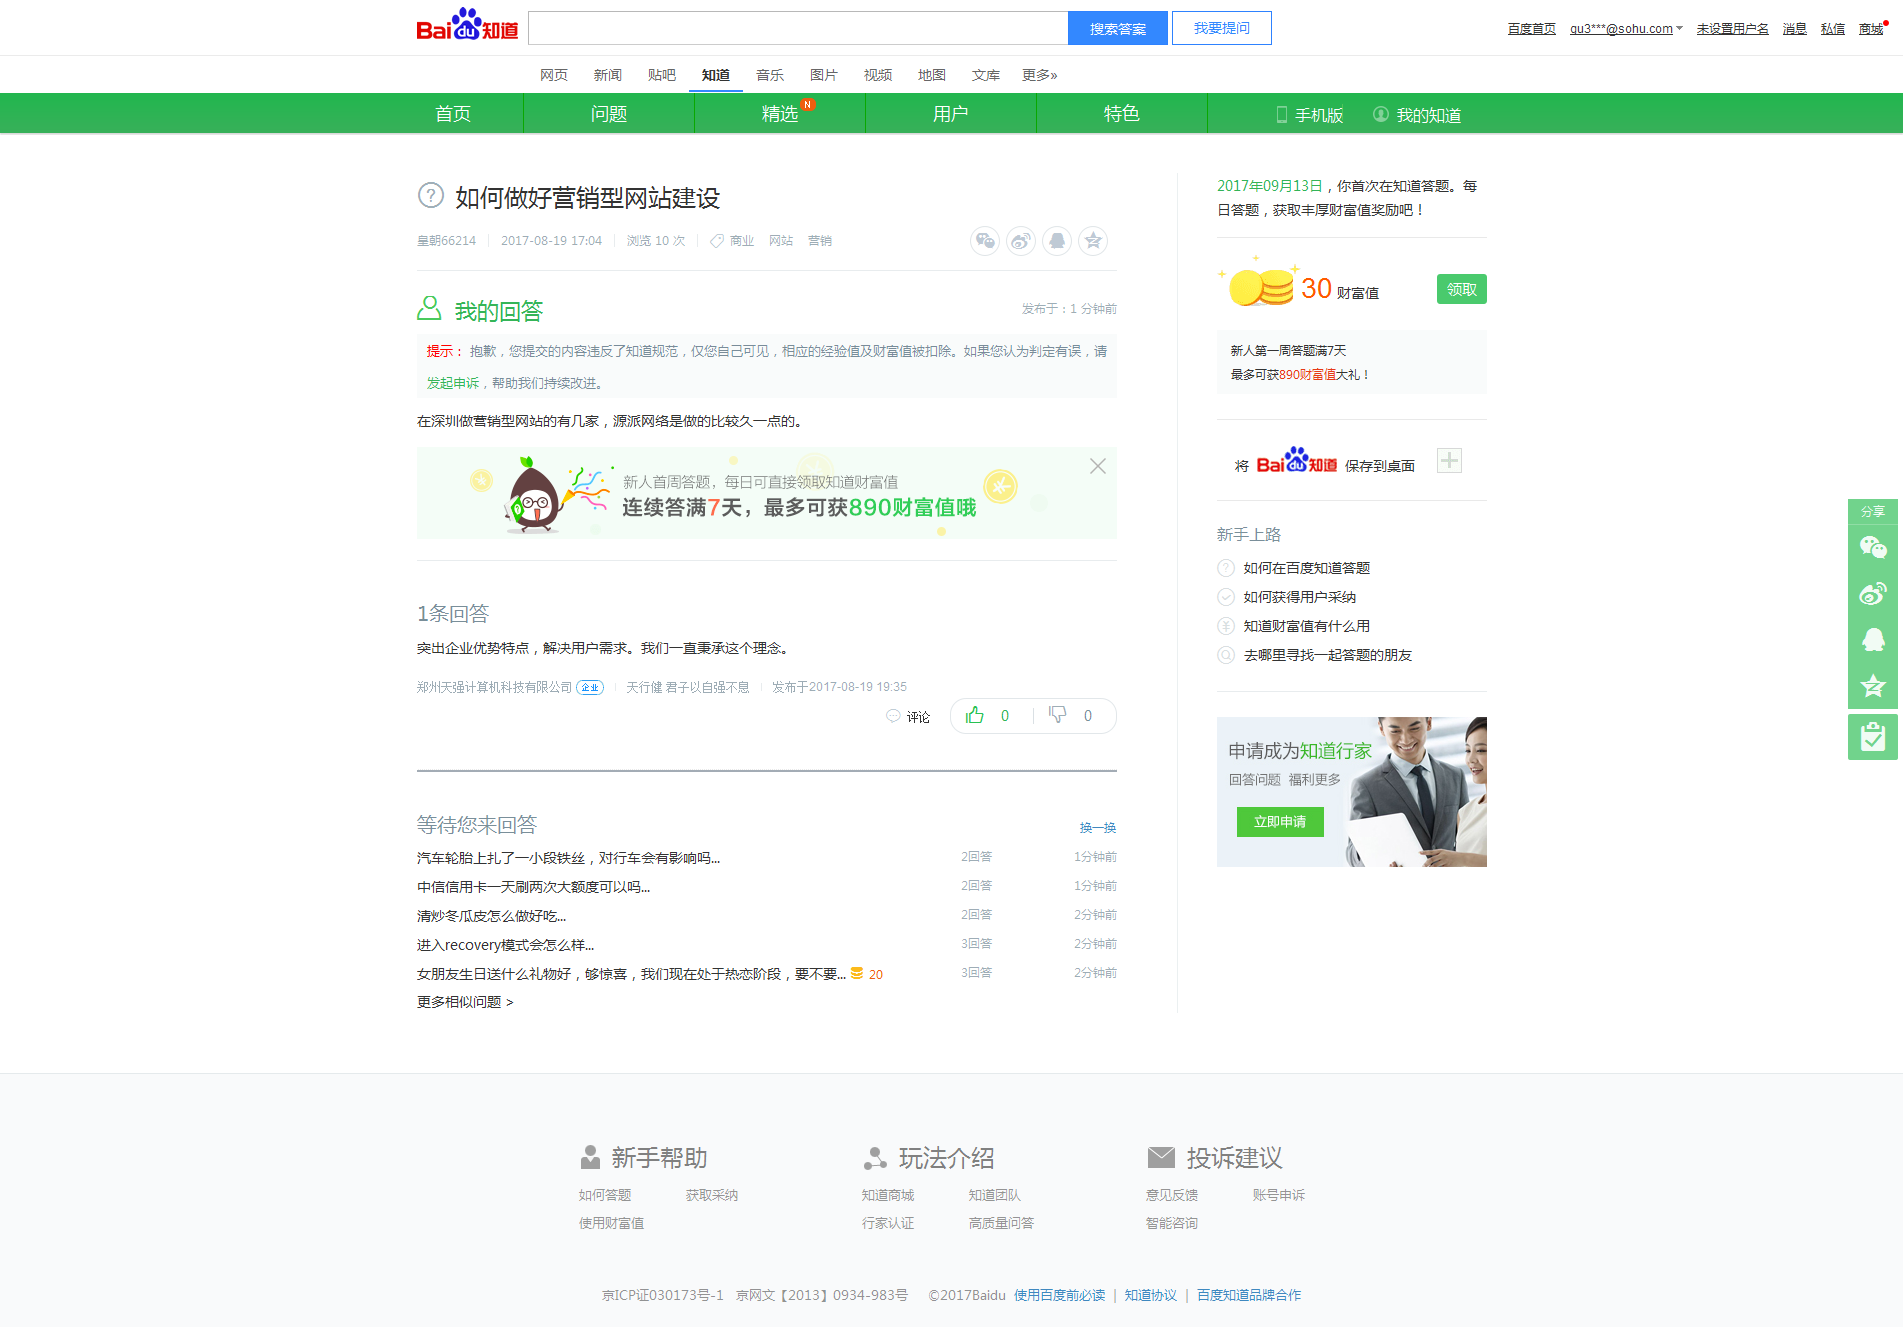 Baidu知道
搜索答案
我要提问
百度首页
qu3***@sohu.com
未设置用户名
消息
私信
商城
网页
新闻
贴吧
知道
音乐
图片
视频
地图
文库
更多»
首页
问题
精选
N
用户
特色
手机版
我的知道
如何做好营销型网站建设
皇朝66214
2017-08-19 17:04
浏览 10 次
商业
网站
营销
我的回答
发布于：1 分钟前
提示： 抱歉，您提交的内容违反了知道规范，仅您自己可见，相应的经验值及财富值被扣除。如果您认为判定有误，请
发起申诉，帮助我们持续改进。
在深圳做营销型网站的有几家，源派网络是做的比较久一点的。
新人首周答题，每日可直接领取知道财富值
连续答满7天，最多可获890财富值哦
1条回答
突出企业优势特点，解决用户需求。我们一直秉承这个理念。
郑州天强计算机科技有限公司
企业
天行健 君子以自强不息
发布于2017-08-19 19:35
评论
0
0
等待您来回答
换一换
汽车轮胎上扎了一小段铁丝，对行车会有影响吗...
2回答
1分钟前
中信信用卡一天刷两次大额度可以吗...
2回答
1分钟前
清炒冬瓜皮怎么做好吃...
2回答
2分钟前
进入recovery模式会怎么样...
3回答
2分钟前
女朋友生日送什么礼物好，够惊喜，我们现在处于热恋阶段，要不要...
20
3回答
2分钟前
更多相似问题 >
2017年09月13日，你首次在知道答题。每
日答题，获取丰厚财富值奖励吧！
30 财富值
领取
新人第一周答题满7天
最多可获890财富值大礼！
将 Baidu知道 保存到桌面
新手上路
如何在百度知道答题
如何获得用户采纳
知道财富值有什么用
去哪里寻找一起答题的朋友
申请成为知道行家
回答问题 福利更多
立即申请
分享
新手帮助
如何答题
获取采纳
使用财富值
玩法介绍
知道商城
知道团队
行家认证
高质量问答
投诉建议
意见反馈
账号申诉
智能咨询
京ICP证030173号-1 京网文【2013】0934-983号 ©2017Baidu 使用百度前必读 | 知道协议 | 百度知道品牌合作